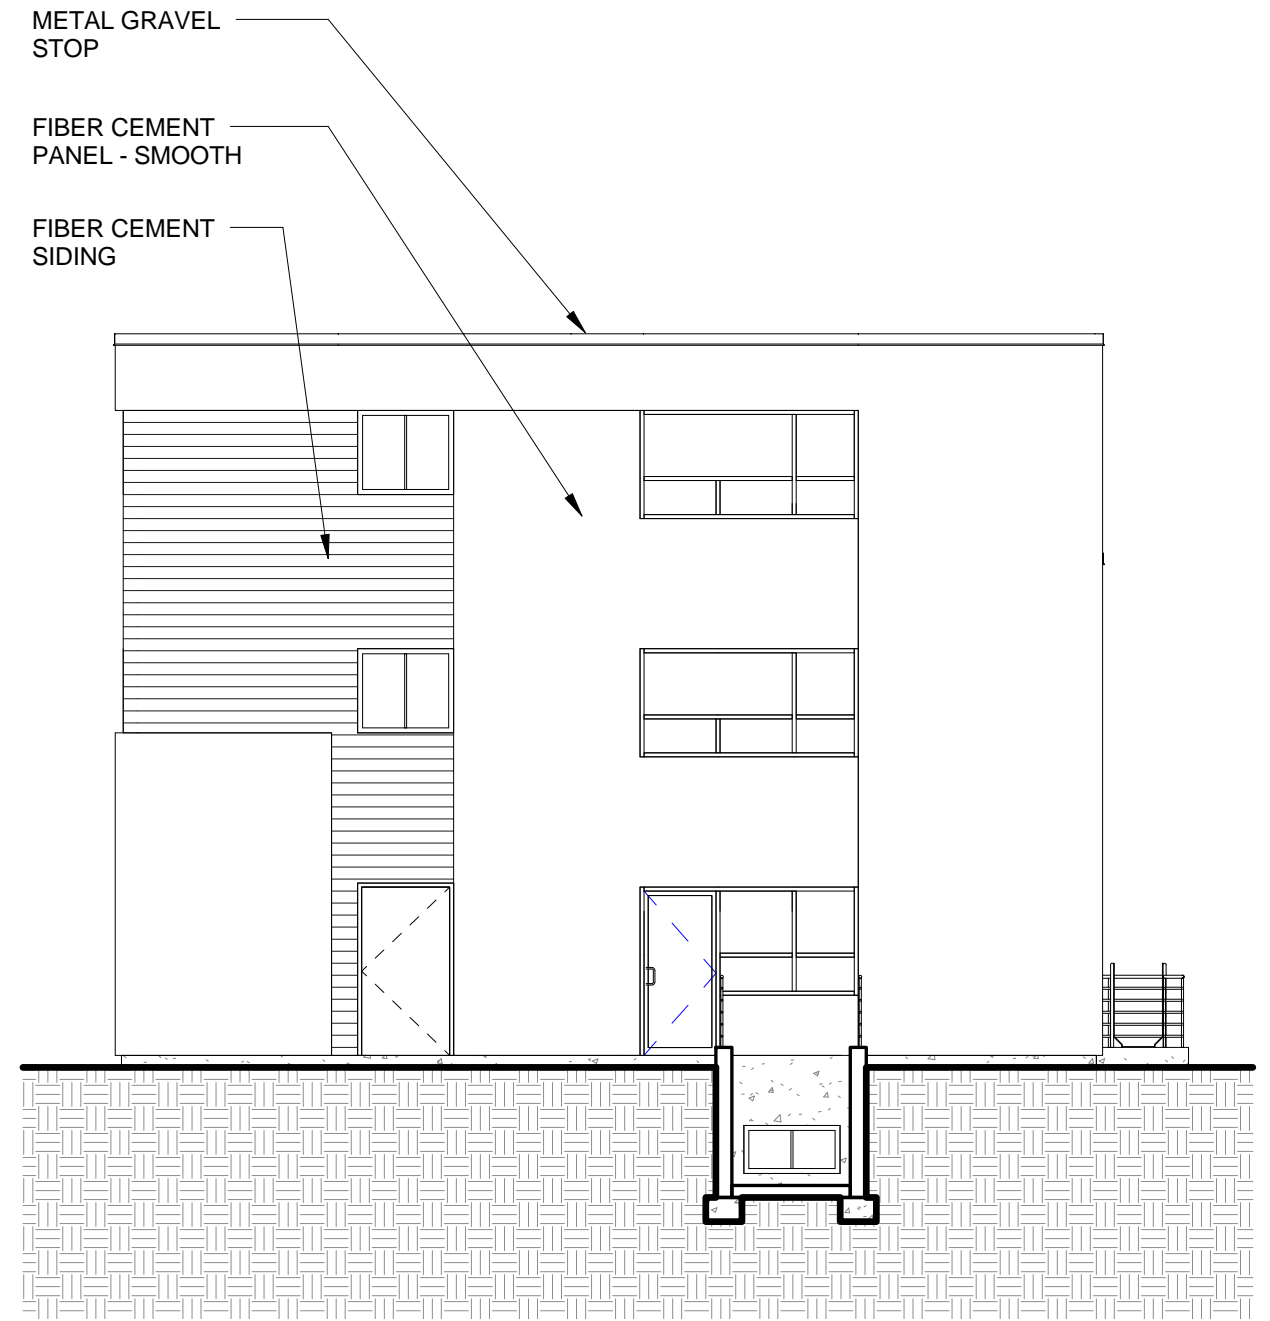 METAL GRAVEL
STOP
FIBER CEMENT
PANEL - SMOOTH
FIBER CEMENT
SIDING